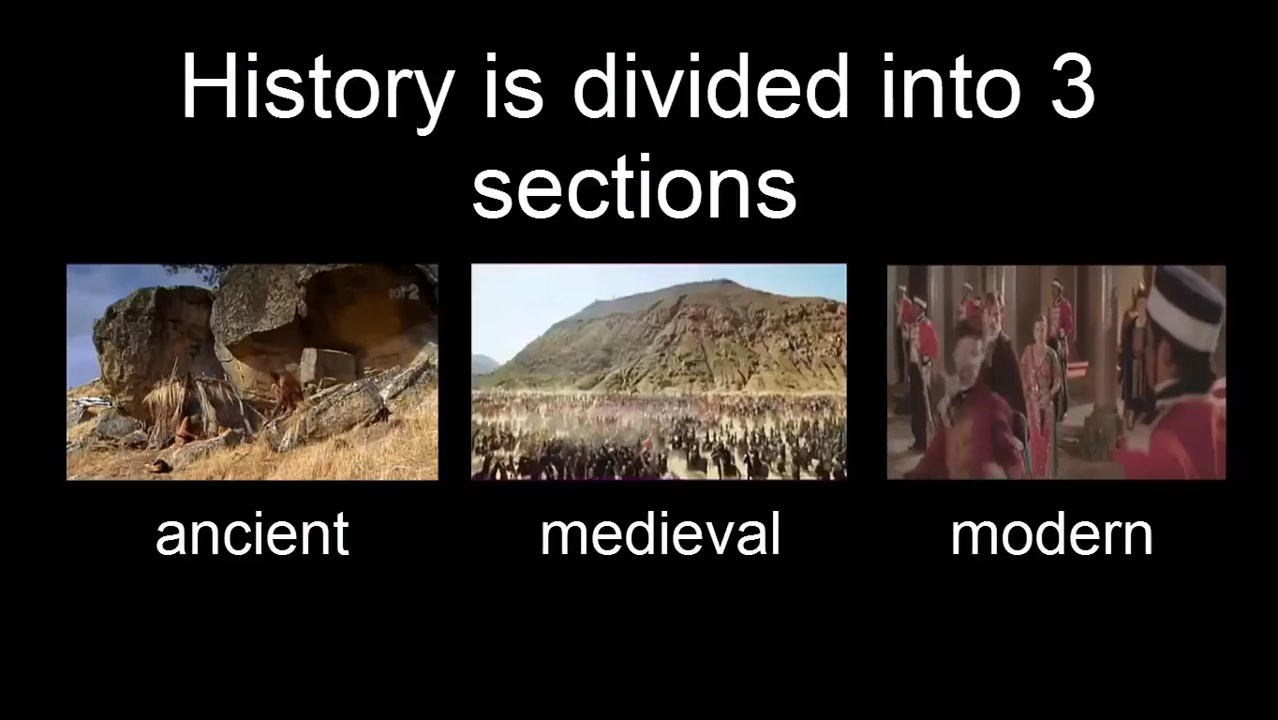 History is divided into 3
sections
ancient
medieval
modern